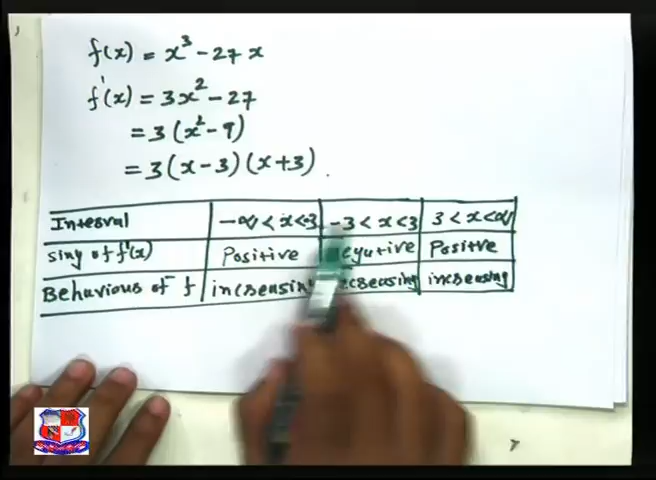 f(x) = x³ - 27x
f'(x) = 3x² - 27
= 3(x² - 9)
= 3(x-3)(x+3).
Interval -∞ < x < -3 -3 < x < 3 3 < x < ∞
sing of f'(x) Positive Positive
Behaviour of f increasing increasing